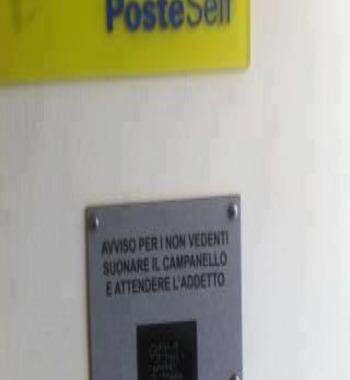 PosteSelf
AVVISO PER I NON VEDENTI
SUONARE IL CAMPANELLO
E ATTENDERE L'ADDETTO